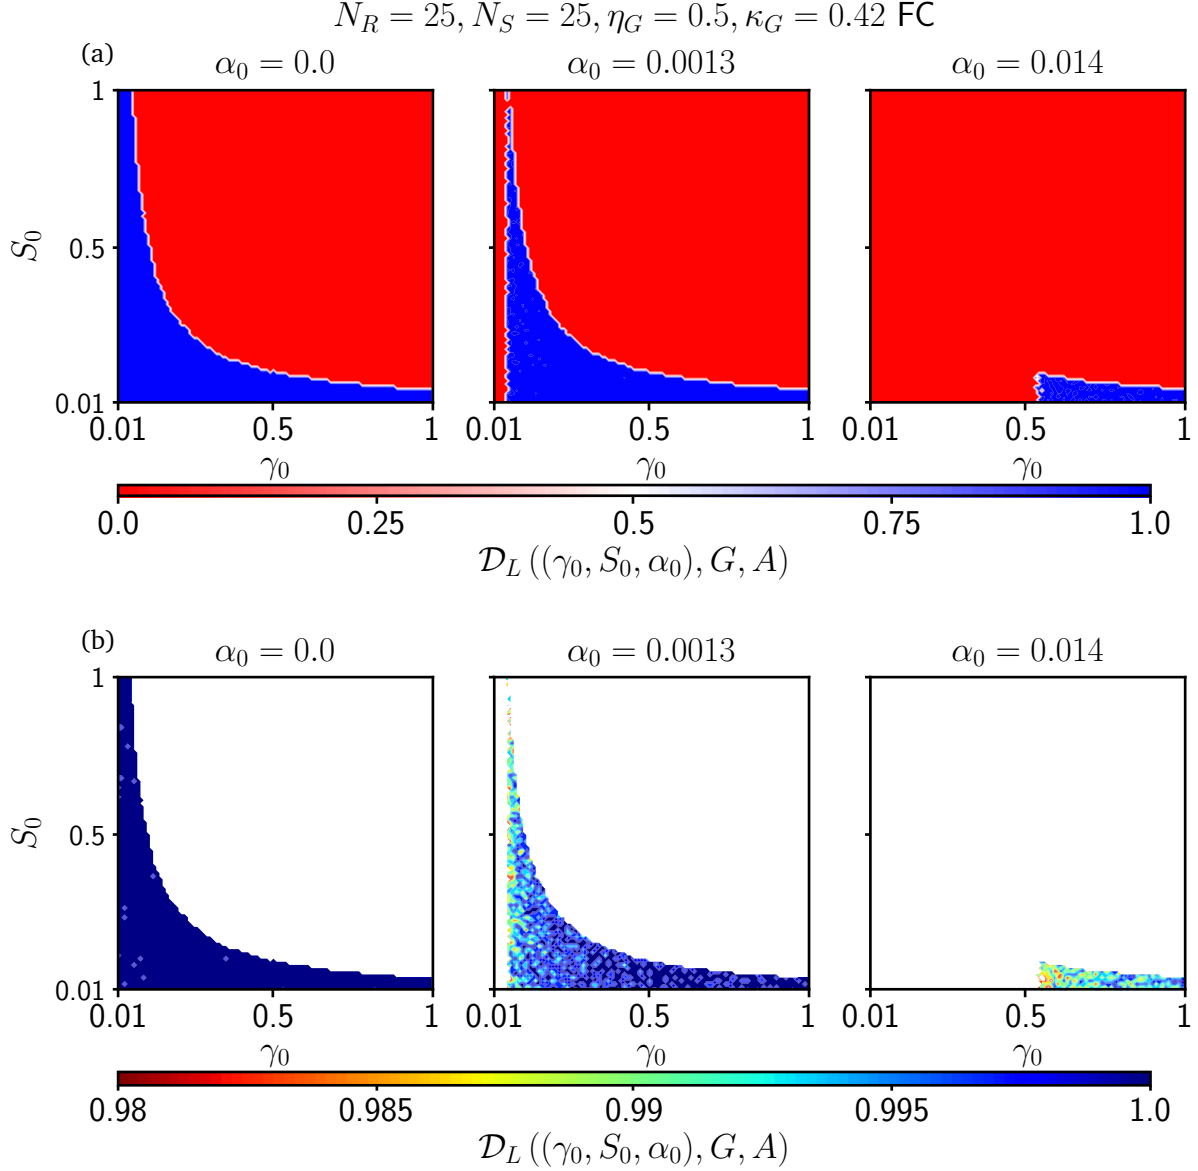 N_R = 25, N_S = 25, η_G = 0.5, κ_G = 0.42 FC
(a)
α_0 = 0.0 α_0 = 0.0013 α_0 = 0.014
1
S_0
0.5
0.01
0.01 0.5 1 0.01 0.5 1 0.01 0.5 1
γ_0 γ_0 γ_0
0.0 0.25 0.5 0.75 1.0
𝒟_L ((γ_0, S_0, α_0), G, A)
(b)
α_0 = 0.0 α_0 = 0.0013 α_0 = 0.014
1
S_0
0.5
0.01
0.01 0.5 1 0.01 0.5 1 0.01 0.5 1
γ_0 γ_0 γ_0
0.98 0.985 0.99 0.995 1.0
𝒟_L ((γ_0, S_0, α_0), G, A)